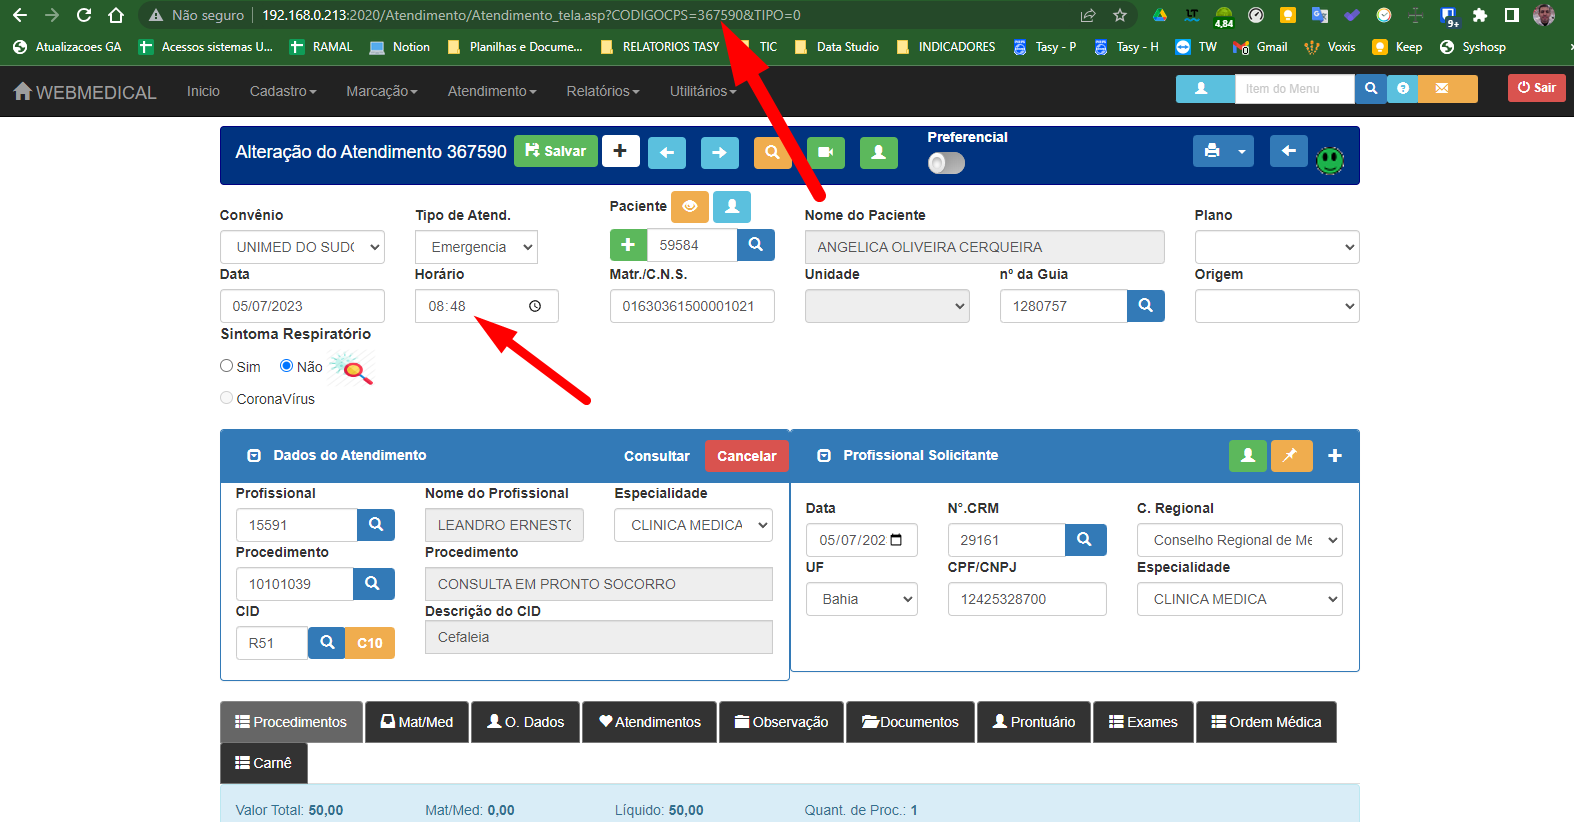 Não seguro 192.168.0.213:2020/Atendimento/Atendimento_tela.asp?CODIGOCPS=367590&TIPO=0
LT 4,84 9+
Atualizacoes GA Acessos sistemas U... RAMAL Notion Planilhas e Docume... RELATORIOS TASY TIC Data Studio INDICADORES Tasy - P Tasy - H TW Gmail Voxis Keep Syshosp
WEBMEDICAL Inicio Cadastro Marcação Atendimento Relatórios Utilitários Item do Menu Sair
Alteração do Atendimento 367590 Salvar Preferencial
Convênio Tipo de Atend. Paciente Nome do Paciente Plano
UNIMED DO SUDO Emergencia 59584 ANGELICA OLIVEIRA CERQUEIRA
Data Horário Matr./C.N.S. Unidade nº da Guia Origem
05/07/2023 08:48 01630361500001021 1280757
Sintoma Respiratório
Sim Não
CoronaVírus
Dados do Atendimento Consultar Cancelar Profissional Solicitante
Profissional Nome do Profissional Especialidade
15591 LEANDRO ERNESTO CLINICA MEDICA
Procedimento Procedimento
10101039 CONSULTA EM PRONTO SOCORRO
CID Descrição do CID
R51 C10 Cefaleia
Data N°.CRM C. Regional
05/07/202 29161 Conselho Regional de Me
UF CPF/CNPJ Especialidade
Bahia 12425328700 CLINICA MEDICA
Procedimentos Mat/Med O. Dados Atendimentos Observação Documentos Prontuário Exames Ordem Médica
Carnê
Valor Total: 50,00 Mat/Med: 0,00 Líquido: 50,00 Quant. de Proc.: 1